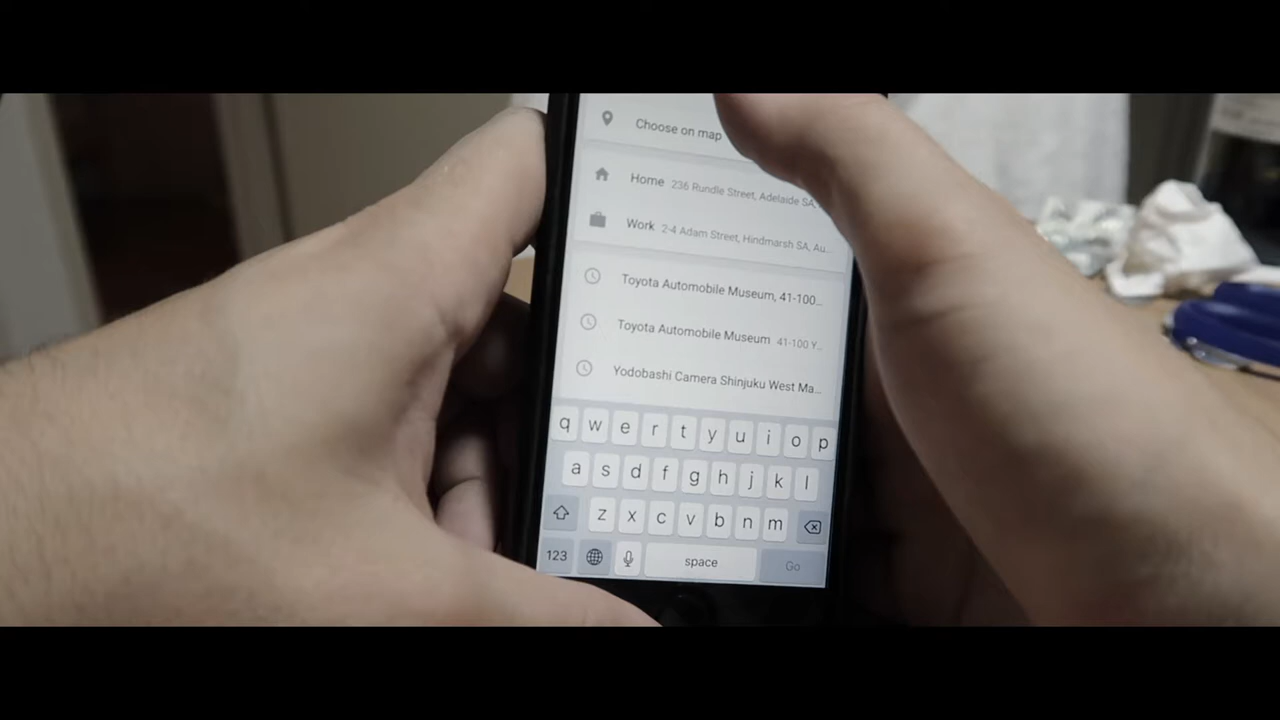 Choose on map
Home 236 Rundle Street, Adelaide SA,
Work 2-4 Adam Street, Hindmarsh SA, Au...
Toyota Automobile Museum, 41-100...
Toyota Automobile Museum 41-100 Y...
Yodobashi Camera Shinjuku West Ma...
q w e r t y u i o p
a s d f g h j k l
z x c v b n m
123 space Go